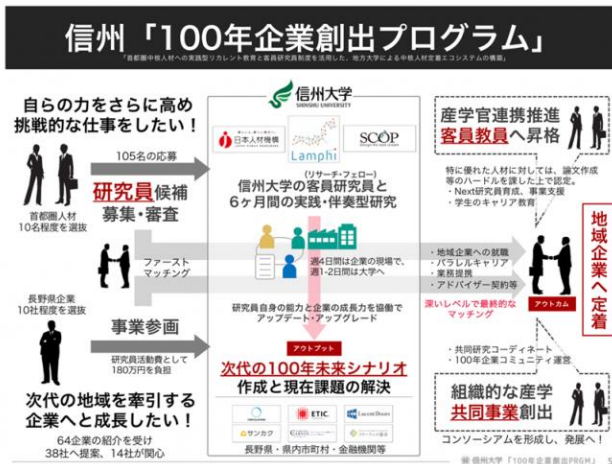 信州「100年企業創出プログラム」
「首都圏中核人材への実践型リカレント教育と客員研究員制度を活用した、地方大学による中核人材定着エコシステムの構築」
自らの力をさらに高め
挑戦的な仕事をしたい！
105名の応募
研究員候補
募集・審査
首都圏人材
10名程度を選抜
ファースト
マッチング
長野県企業
10社程度を選抜
事業参画
研究員活動費として
180万円を負担
次代の地域を牽引する
企業へと成長したい！
64企業の紹介を受け
38社へ提案、14社が関心
信州大学
SHINSHU UNIVERSITY
日本人材機構
Lamphi
SCOP
(リサーチ・フェロー)
信州大学の客員研究員と
6ヶ月間の実践・伴走型研究
週4日間は企業の現場で、
週1-2日間は大学へ
研究員自身の能力と企業の成長力を協働で
アップデート・アップグレード
アウトプット
次代の100年未来シナリオ
作成と現在課題の解決
ETIC.
サンカク
長野県・県内市町村・金融機関等
産学官連携推進
客員教員へ昇格
特に優れた人材に対しては、論文作成
等のハードルを課した上で認定。
・Next研究員育成、事業支援
・学生のキャリア教育
・地域企業への就職
・パラレルキャリア
・業務提携
・アドバイザー契約等
深いレベルで最終的な
マッチング
アウトカム
地域企業へ定着
・共同研究コーディネート
・100年企業コミュニティ運営
組織的な産学
共同事業創出
コンソーシアムを形成し、発展へ！
信州大学「100年企業創出PRGM」
5